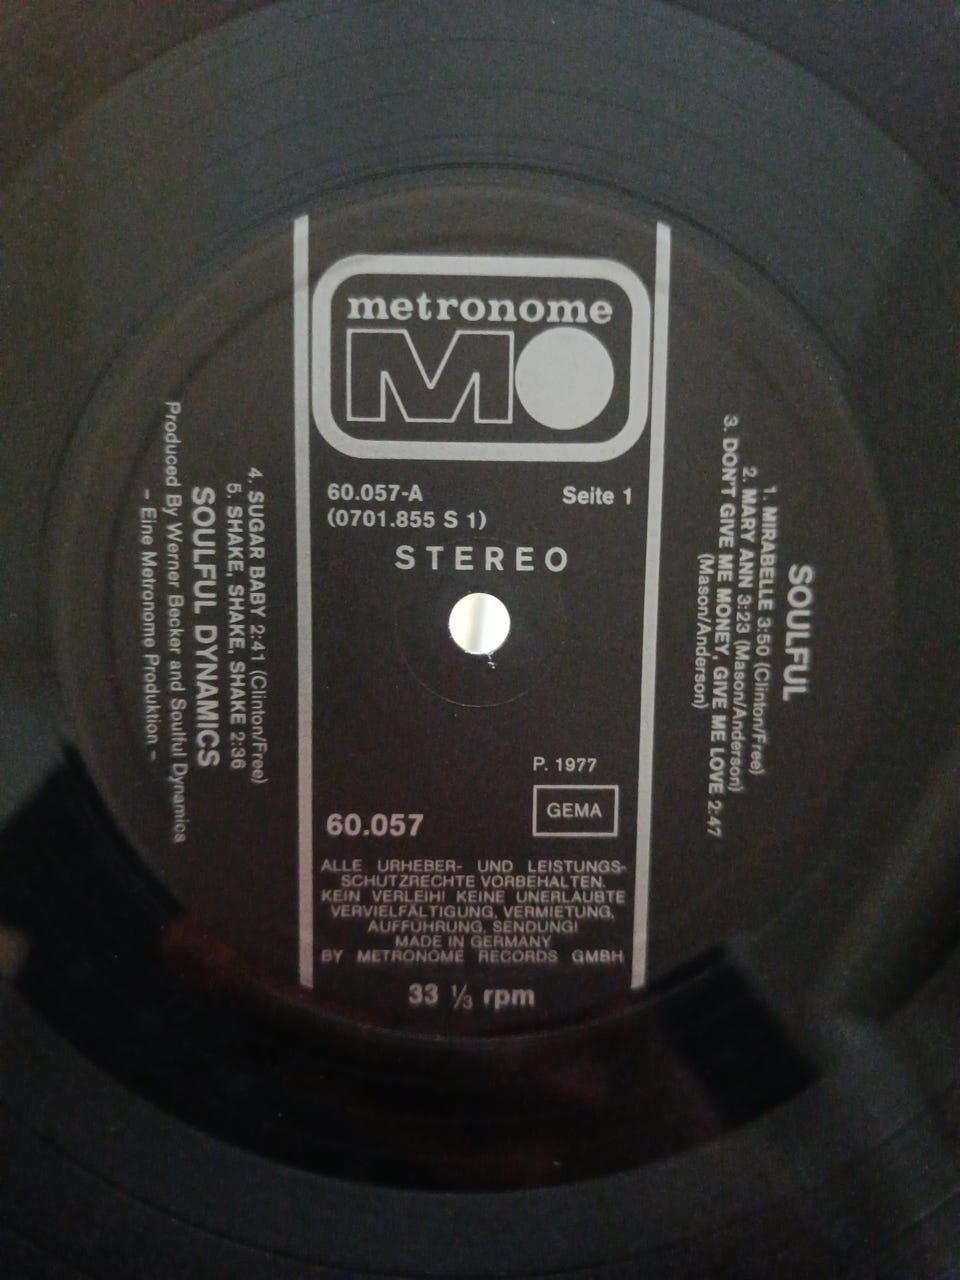 metronome
MO
60.057-A
Seite 1
(0701.855 S 1)
STEREO
SOULFUL
1. MIRABELLE 3:50 (Clinton/Free)
2. MARY ANN 3:23 (Mason/Anderson)
3. DON'T GIVE ME MONEY, GIVE ME LOVE 2:47
(Mason/Anderson)
4. SUGAR BABY 2:41 (Clinton/Free)
5. SHAKE, SHAKE, SHAKE 2:36
SOULFUL DYNAMICS
Produced By Werner Becker and Soulful Dynamics
- Eine Metronome Produktion -
P. 1977
GEMA
60.057
ALLE URHEBER- UND LEISTUNGS-
SCHUTZRECHTE VORBEHALTEN.
KEIN VERLEIH! KEINE UNERLAUBTE
VERVIELFÄLTIGUNG, VERMIETUNG,
AUFFÜHRUNG, SENDUNG!
MADE IN GERMANY
BY METRONOME RECORDS GMBH
33 ⅓ rpm